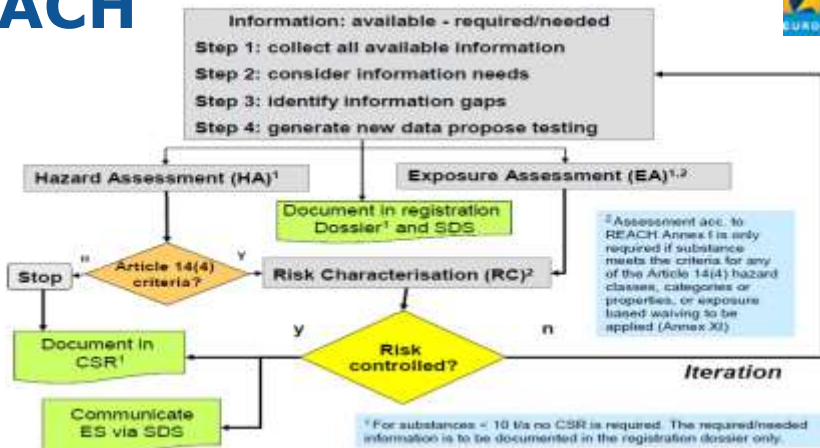 ACH
EURO
Information: available - required/needed
Step 1: collect all available information
Step 2: consider information needs
Step 3: identify information gaps
Step 4: generate new data propose testing
Hazard Assessment (HA)¹
Exposure Assessment (EA)¹,²
Document in registration
Dossier¹ and SDS
²Assessment acc. to
REACH Annex I is only
required if substance
meets the criteria for any
of the Article 14(4) hazard
classes, categories or
properties, or exposure
based waiving to be
applied (Annex XI)
n
Article 14(4)
criteria?
Y
Stop
Risk Characterisation (RC)²
y
n
Document in
CSR¹
Risk
controlled?
Iteration
Communicate
ES via SDS
¹ For substances < 10 t/a no CSR is required. The required/needed
information is to be documented in the registration dossier only.